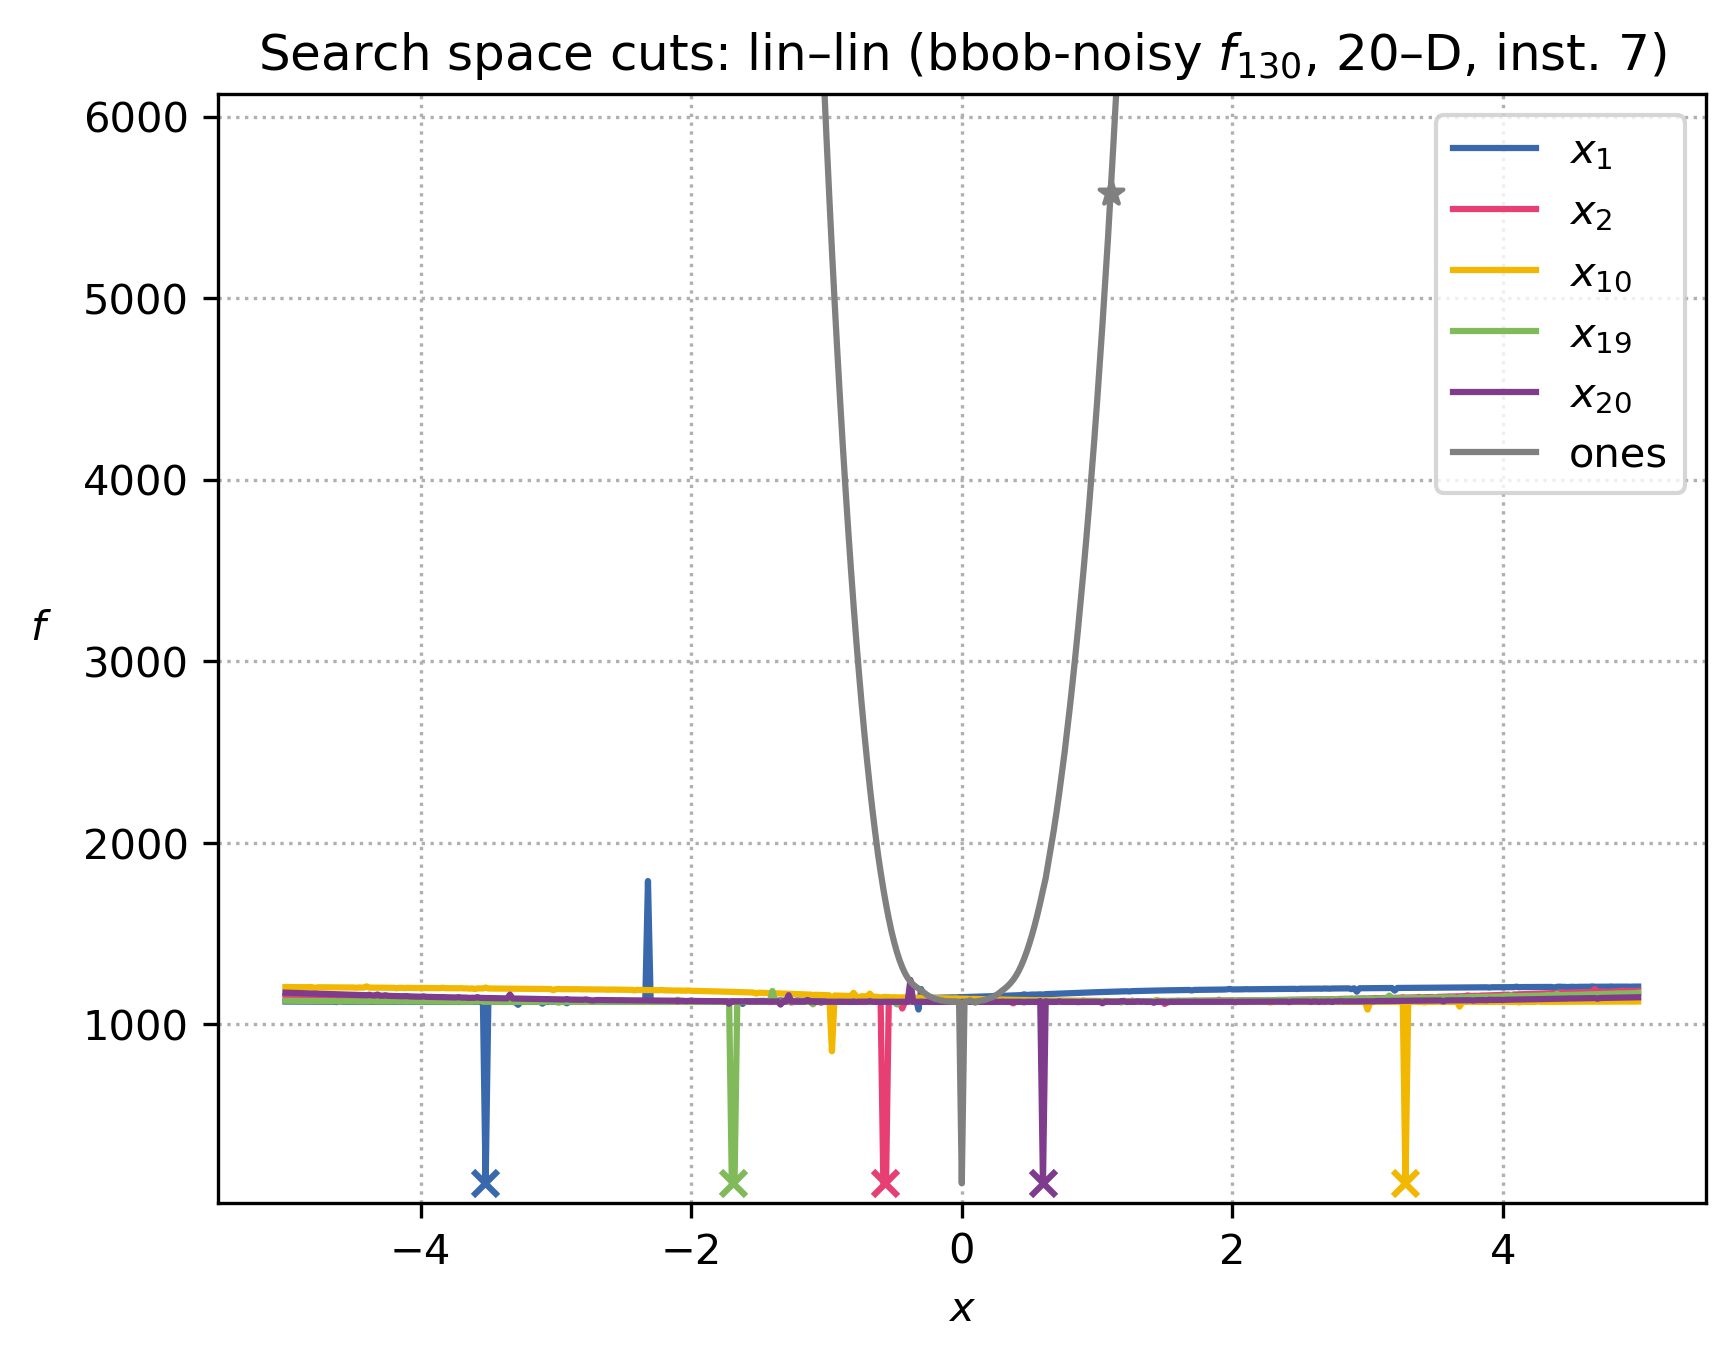 Search space cuts: lin–lin (bbob-noisy f₁₃₀, 20–D, inst. 7)
6000
5000
4000
3000
2000
1000
f
−4
−2
0
2
4
x
x₁
x₂
x₁₀
x₁₉
x₂₀
ones